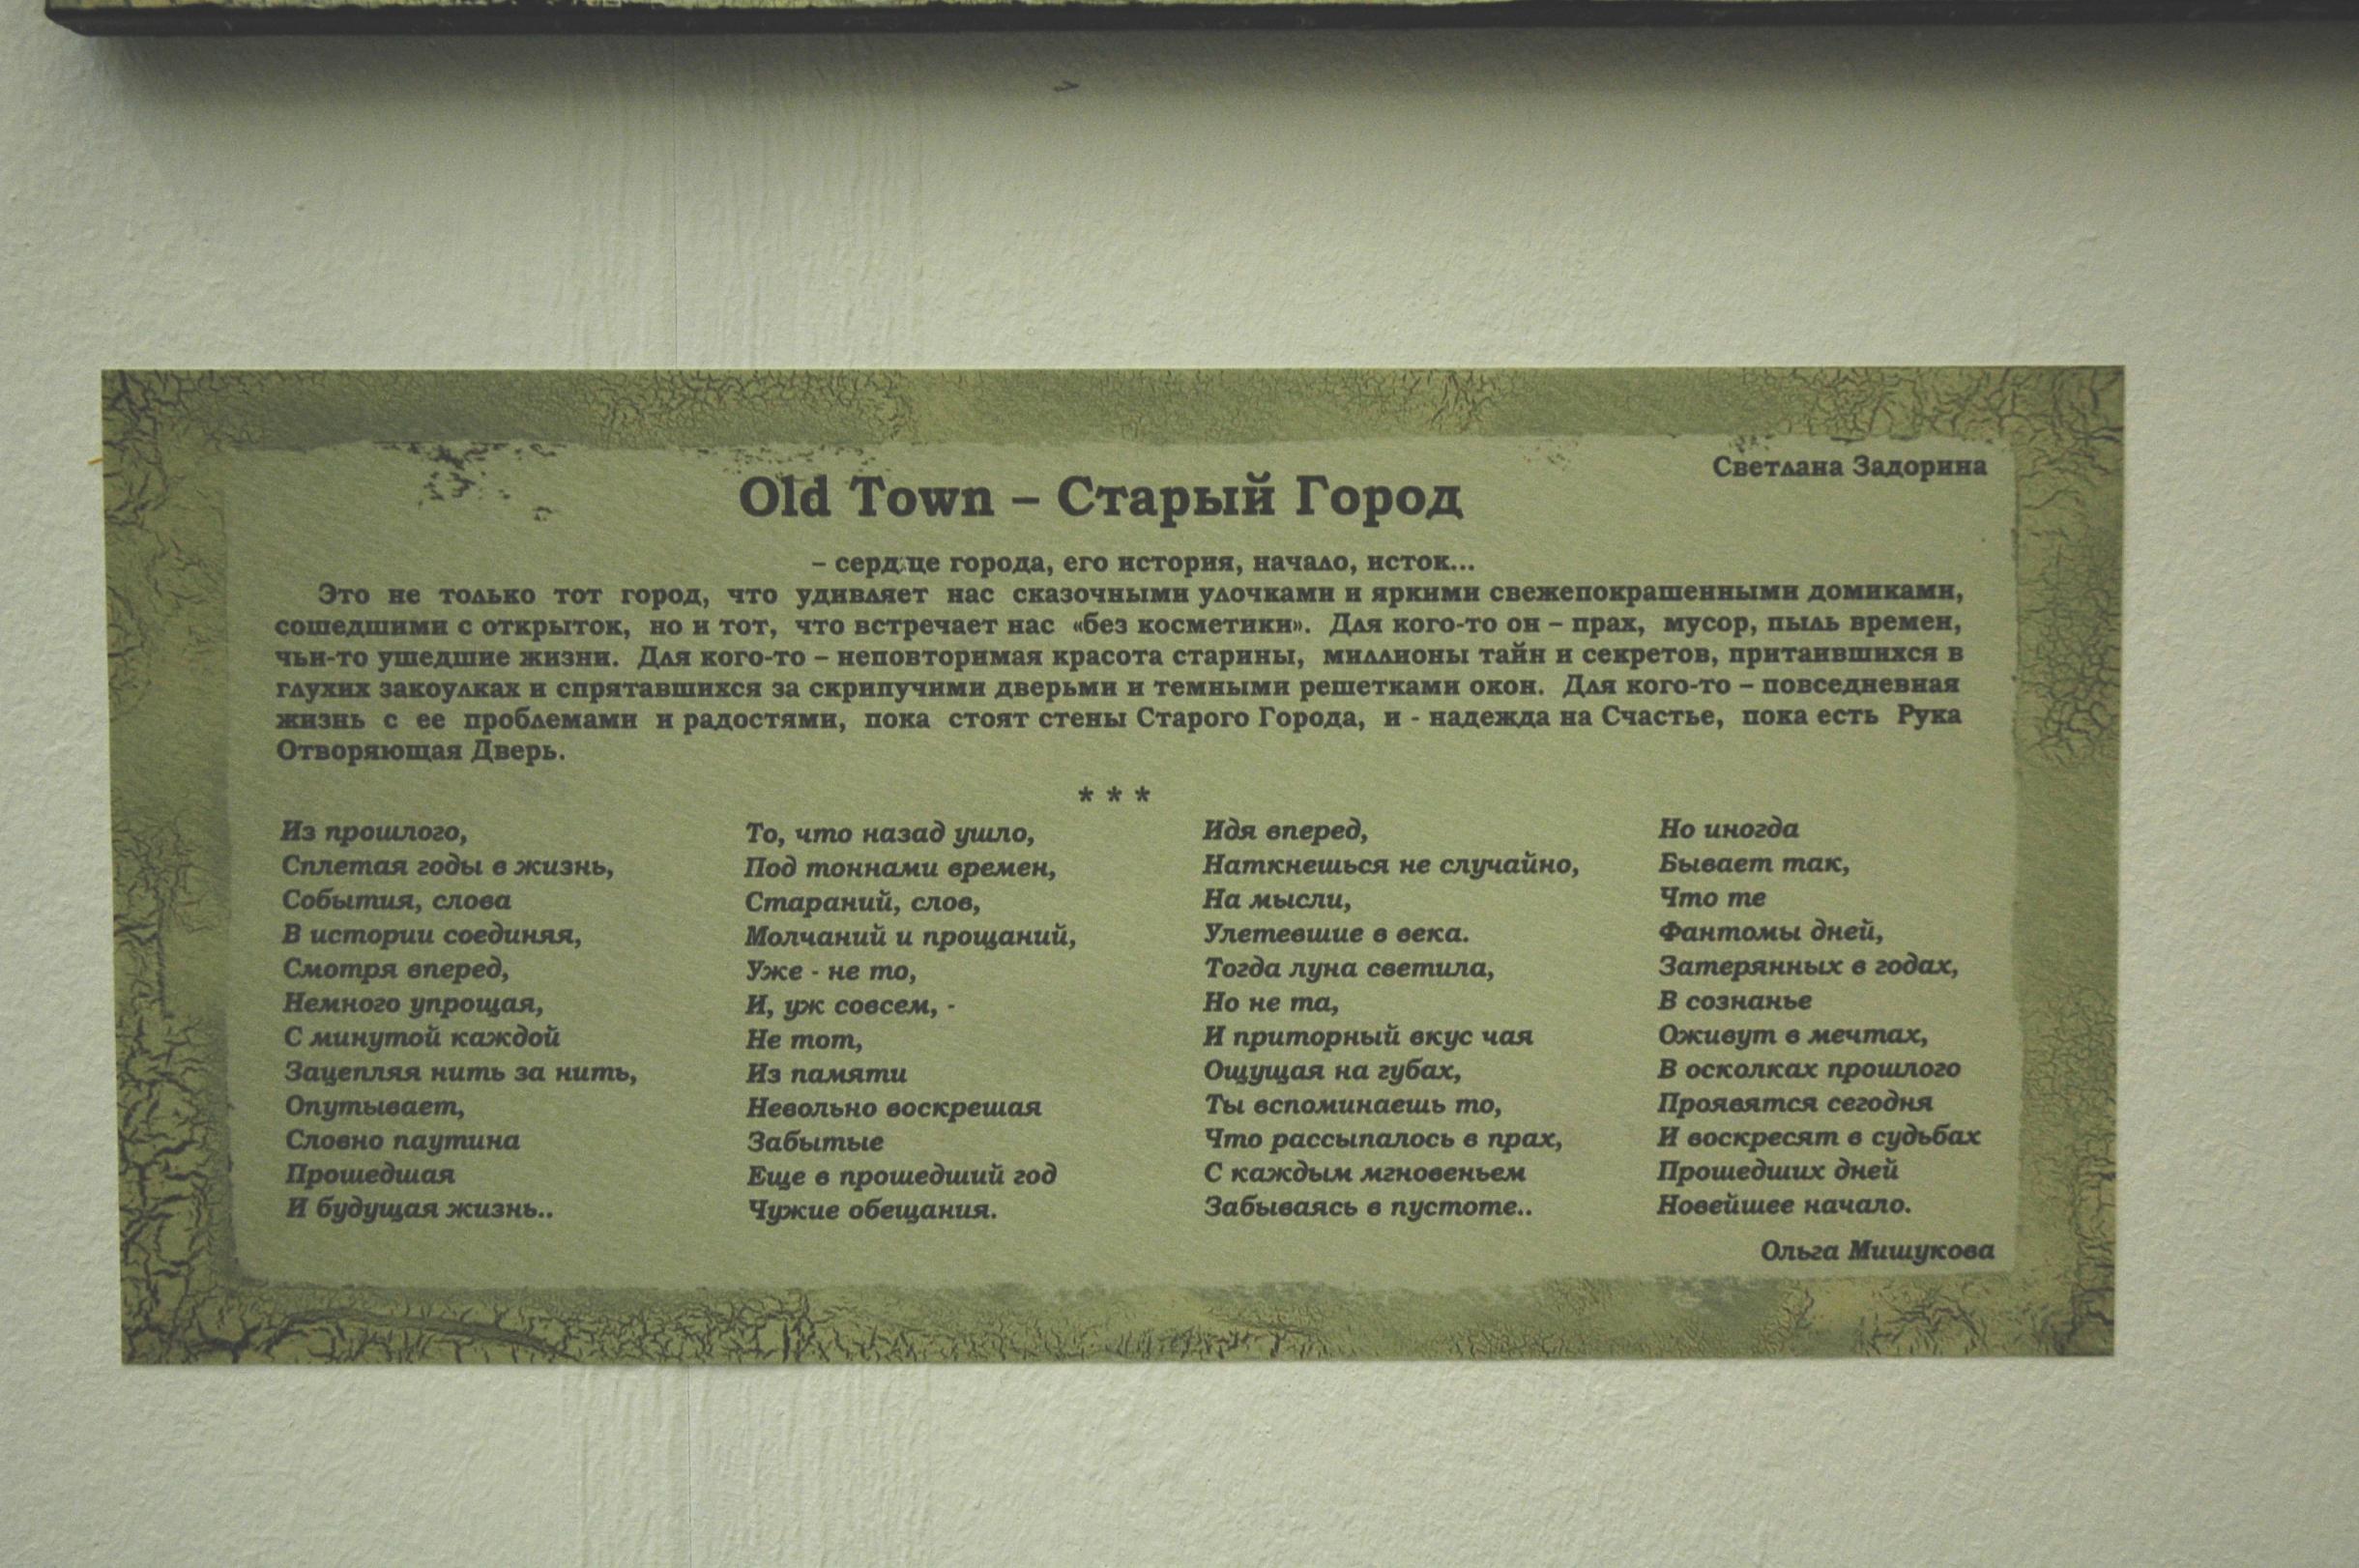 Светлана Задорина
Old Town – Старый Город
– сердце города, его история, начало, исток...
Это не только тот город, что удивляет нас сказочными улочками и яркими свежепокрашенными домиками,
сошедшими с открыток, но и тот, что встречает нас «без косметики». Для кого-то он – прах, мусор, пыль времен,
чьи-то ушедшие жизни. Для кого-то – неповторимая красота старины, миллионы тайн и секретов, притаившихся в
глухих закоулках и спрятавшихся за скрипучими дверьми и темными решетками окон. Для кого-то – повседневная
жизнь с ее проблемами и радостями, пока стоят стены Старого Города, и - надежда на Счастье, пока есть Рука
Отворяющая Дверь.
* * *
Из прошлого,
Сплетая годы в жизнь,
События, слова
В истории соединяя,
Смотря вперед,
Немного упрощая,
С минутой каждой
Зацепляя нить за нить,
Опутывает,
Словно паутина
Прошедшая
И будущая жизнь..
То, что назад ушло,
Под тоннами времен,
Стараний, слов,
Молчаний и прощаний,
Уже - не то,
И, уж совсем, -
Не тот,
Из памяти
Невольно воскрешая
Забытые
Еще в прошедший год
Чужие обещания.
Идя вперед,
Наткнешься не случайно,
На мысли,
Улетевшие в века.
Тогда луна светила,
Но не та,
И приторный вкус чая
Ощущая на губах,
Ты вспоминаешь то,
Что рассыпалось в прах,
С каждым мгновеньем
Забываясь в пустоте..
Но иногда
Бывает так,
Что те
Фантомы дней,
Затерянных в годах,
В сознанье
Оживут в мечтах,
В осколках прошлого
Проявятся сегодня
И воскресят в судьбах
Прошедших дней
Новейшее начало.
Ольга Мишукова